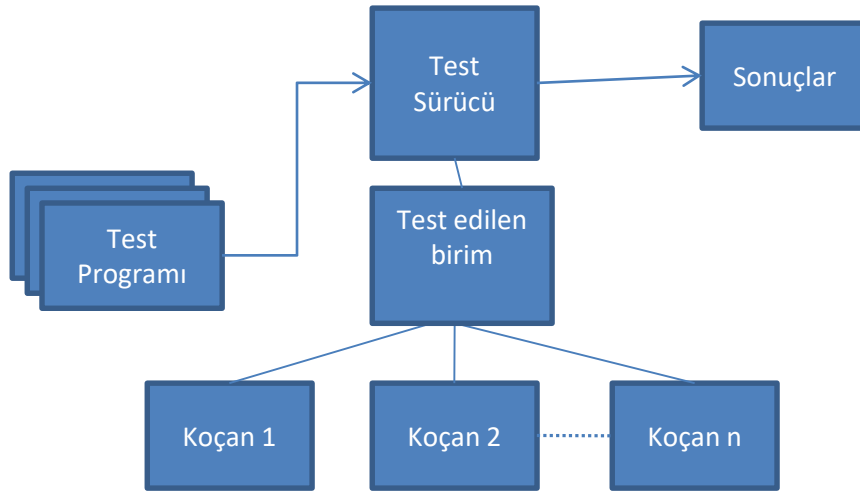 Test
Sürücü
Sonuçlar
Test
Programı
Test edilen
birim
Koçan 1
Koçan 2
Koçan n